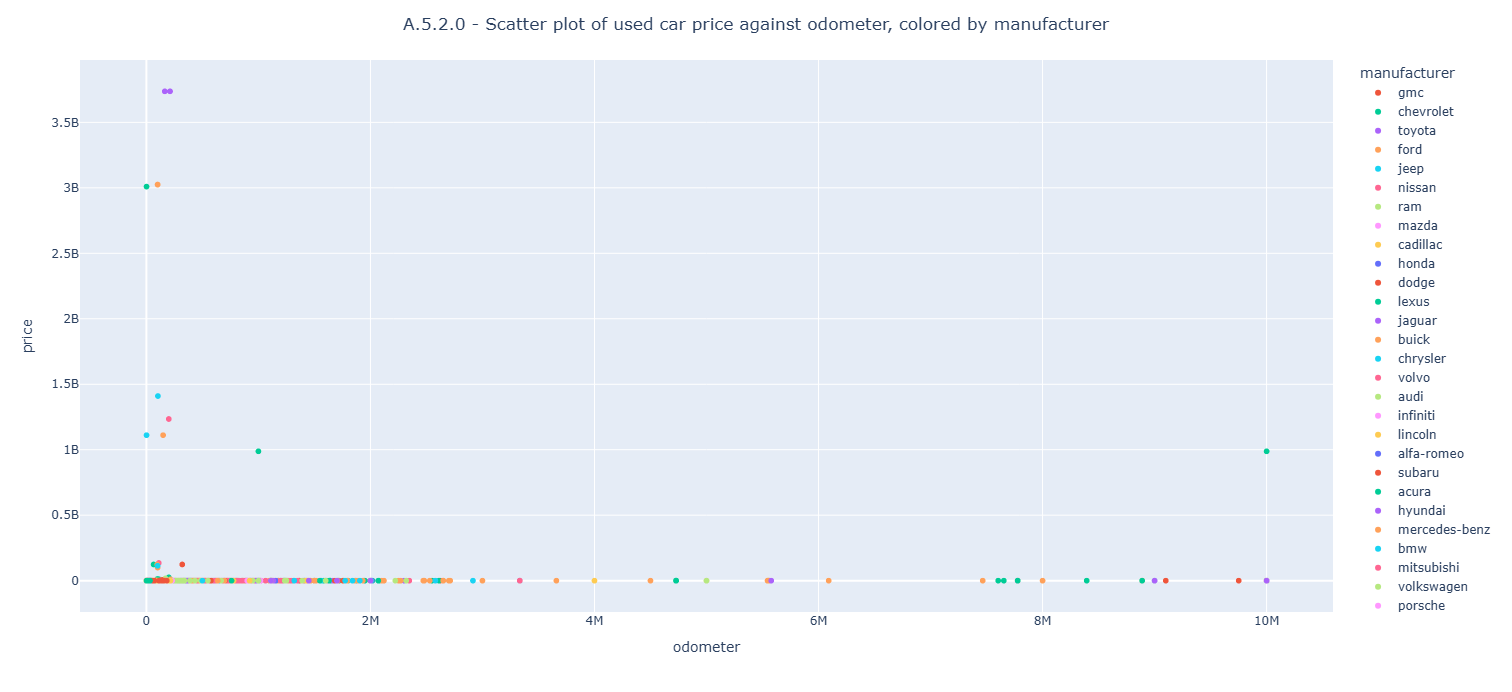 A.5.2.0 - Scatter plot of used car price against odometer, colored by manufacturer
manufacturer
gmc
chevrolet
toyota
ford
jeep
nissan
ram
mazda
cadillac
honda
dodge
lexus
jaguar
buick
chrysler
volvo
audi
infiniti
lincoln
alfa-romeo
subaru
acura
hyundai
mercedes-benz
bmw
mitsubishi
volkswagen
porsche
3.5B
3B
2.5B
2B
1.5B
1B
0.5B
0
price
0 2M 4M 6M 8M 10M
odometer